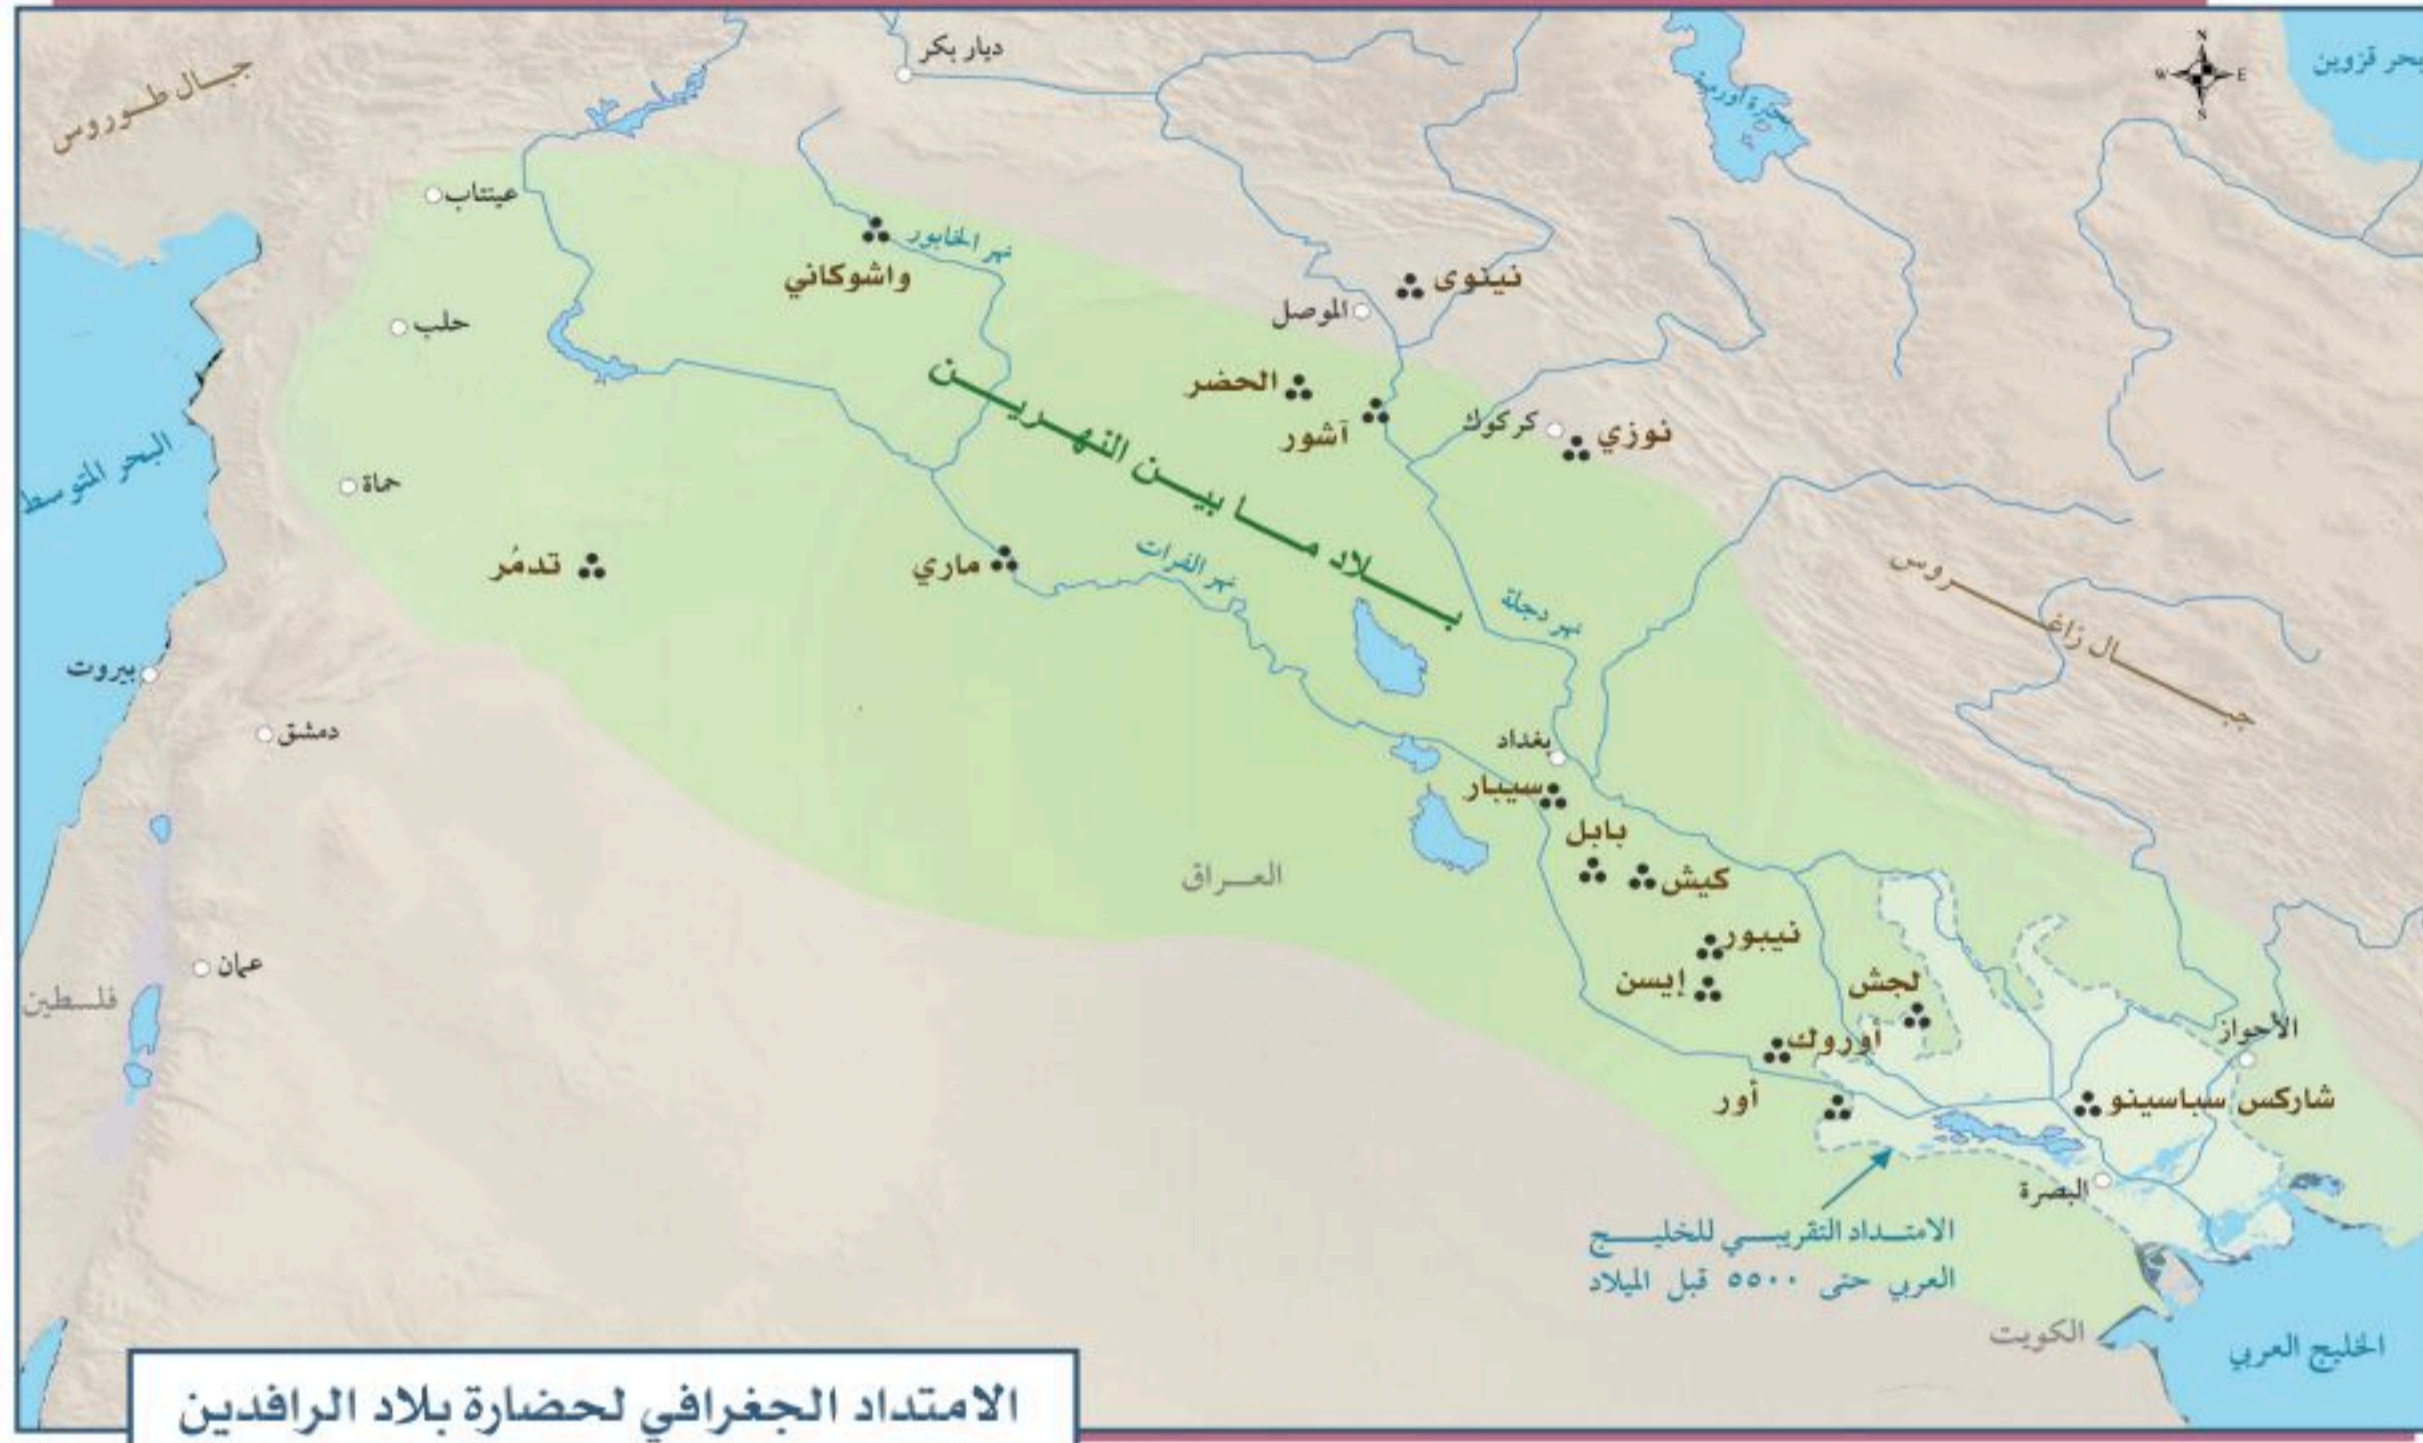 ديار بكر
بحر قزوين
جبال طوروس
بحيرة أورمية
N
W
E
S
عينتاب
نهر الخابور
واشوكاني
نينوى
الموصل
حلب
الحضر
آشور
كركوك
نوزي
البحر المتوسط
حماة
بلاد ما بين النهرين
تدمُر
ماري
نهر الفرات
نهر دجلة
جبال زاغروس
بيروت
دمشق
بغداد
سيبار
بابل
كيش
العراق
نيبور
إيسن
لجش
عمان
فلسطين
أوروك
الأحواز
أور
شاركس سباسينو
البصرة
الامتداد التقريبي للخليج
العربي حتى ٥٥٠٠ قبل الميلاد
الكويت
الخليج العربي
الامتداد الجغرافي لحضارة بلاد الرافدين